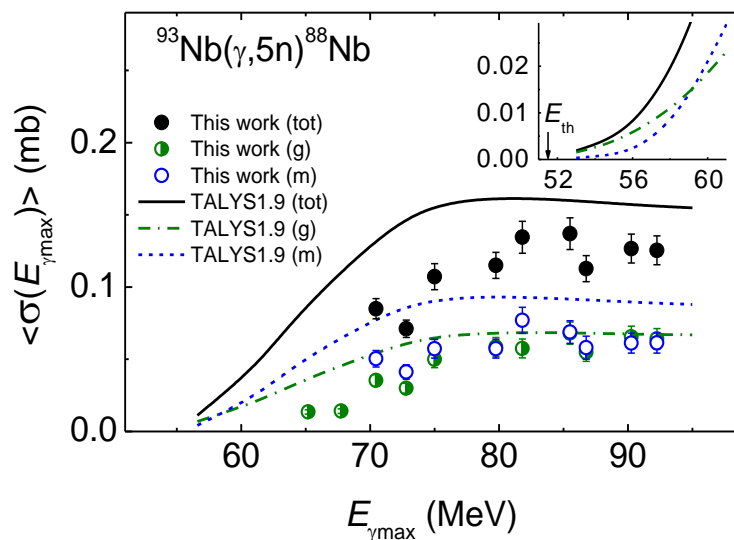 ⁹³Nb(γ,5n)⁸⁸Nb
This work (tot)
This work (g)
This work (m)
TALYS1.9 (tot)
TALYS1.9 (g)
TALYS1.9 (m)
0.02
0.01
0.00
E_th
52 56 60
<σ(E_γmax)> (mb)
0.2
0.1
0.0
60 70 80 90
E_γmax (MeV)